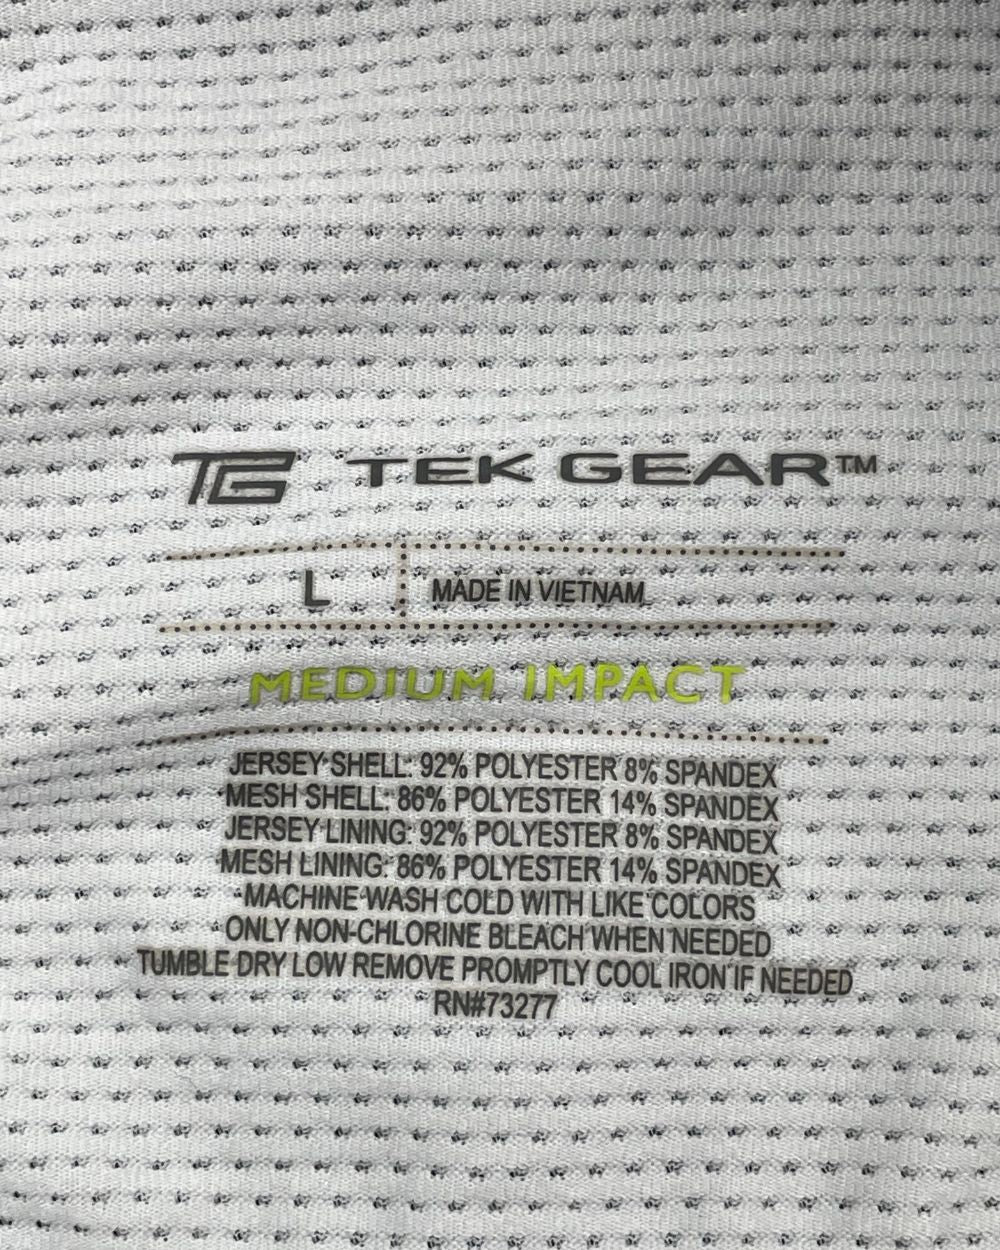 TG TEK GEAR™
L MADE IN VIETNAM
MEDIUM IMPACT
JERSEY SHELL: 92% POLYESTER 8% SPANDEX
MESH SHELL: 86% POLYESTER 14% SPANDEX
JERSEY LINING: 92% POLYESTER 8% SPANDEX
MESH LINING: 86% POLYESTER 14% SPANDEX
MACHINE WASH COLD WITH LIKE COLORS
ONLY NON-CHLORINE BLEACH WHEN NEEDED
TUMBLE DRY LOW REMOVE PROMPTLY COOL IRON IF NEEDED
RN#73277